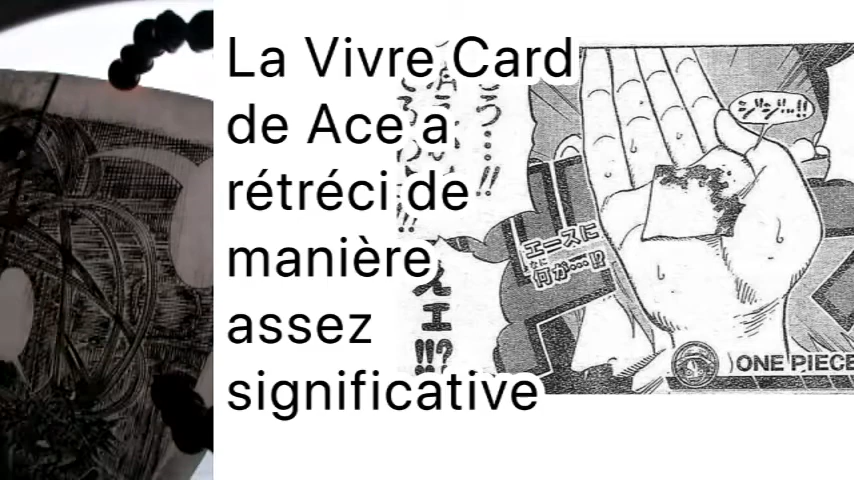 La Vivre Card
de Ace a
rétréci de
manière
assez
significative
ジジ…!!
エースに
何が…!?
ONE PIECE